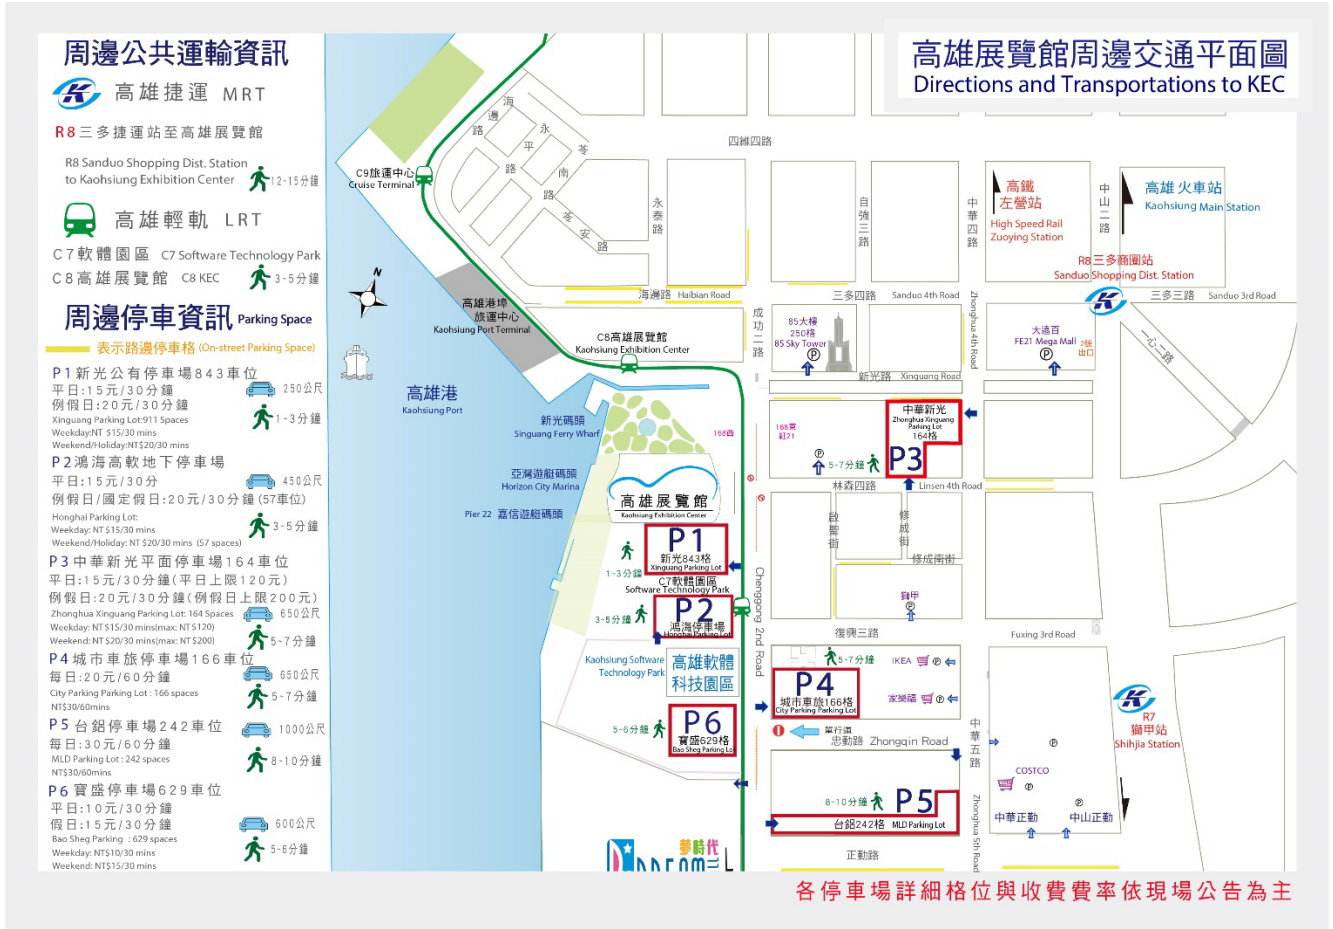 周邊公共運輸資訊
高雄捷運 MRT
R8三多捷運站至高雄展覽館
R8 Sanduo Shopping Dist. Station
to Kaohsiung Exhibition Center
12-15分鐘
高雄輕軌 LRT
C7軟體園區 C7 Software Technology Park
C8高雄展覽館 C8 KEC
3-5分鐘
周邊停車資訊 Parking Space
表示路邊停車格 (On-street Parking Space)
P1新光公有停車場843車位
平日:15元/30分鐘
250公尺
例假日:20元/30分鐘
Xinguang Parking Lot:911 Spaces
1-3分鐘
Weekday:NT $15/30 mins
Weekend/Holiday:NT$20/30 mins
P2鴻海高軟地下停車場
平日:15元/30分
450公尺
例假日/國定假日:20元/30分鐘(57車位)
Honghai Parking Lot:
Weekday: NT $15/30 mins
3-5分鐘
Weekend/Holiday: NT $20/30 mins (57 spaces)
P3中華新光平面停車場164車位
平日:15元/30分鐘(平日上限120元)
例假日:20元/30分鐘(例假日上限200元)
Zhonghua Xinguang Parking Lot: 164 Spaces
650公尺
Weekday: NT$15/30 mins(max: NT$120)
Weekend: NT$20/30 mins(max: NT$200)
5-7分鐘
P4城市車旅停車場166車位
每日:20元/60分鐘
650公尺
City Parking Parking Lot : 166 spaces
NT$30/60mins
5-7分鐘
P5台鋁停車場242車位
1000公尺
每日:30元/60分鐘
MLD Parking Lot : 242 spaces
NT$30/60mins
8-10分鐘
P6寶盛停車場629車位
平日:10元/30分鐘
假日:15元/30分鐘
600公尺
Bao Sheg Parking : 629 spaces
Weekday: NT$10/30 mins
5-6分鐘
Weekend: NT$15/30 mins
高雄展覽館周邊交通平面圖
Directions and Transportations to KEC
海邊路
永平路
苓南路
苓安路
四維四路
C9旅運中心
Cruise Terminal
永泰路
自強三路
中華四路
高鐵
左營站
High Speed Rail
Zuoying Station
中山二路
高雄火車站
Kaohsiung Main Station
R8三多商圈站
Sanduo Shopping Dist. Station
N
高雄港埠
旅運中心
Kaohsiung Port Terminal
海邊路 Haibian Road
三多四路 Sanduo 4th Road
Zhonghua 4th Road
三多三路 Sanduo 3rd Road
成功二路
85大樓
250格
85 Sky Tower
P
大遠百
FE21 Mega Mall
2號
出口
P
一心二路
C8高雄展覽館
Kaohsiung Exhibition Center
新光路 Xinguang Road
高雄港
Kaohsiung Port
新光碼頭
Singuang Ferry Wharf
168西
168東
紅21
中華新光
Zhonghua Xinguang
Parking Lot
164格
P3
P
5-7分鐘
林森四路 Linsen 4th Road
亞灣遊艇碼頭
Horizon City Marina
Pier 22 嘉信遊艇碼頭
高雄展覽館
Kaohsiung Exhibition Center
P1
新光843格
Xinguang Parking Lot
1-3分鐘
C7軟體園區
Software Technology Park
P2
鴻海停車場
Honghai Parking Lot
3-5分鐘
Chenggong 2nd Road
啟聖街
修成街
修成南街
獅甲
P
復興三路
Fuxing 3rd Road
Kaohsiung Software
Technology Park
高雄軟體
科技園區
5-7分鐘
P4
城市車旅166格
City Parking Parking Lot
IKEA P
家樂福 P
P6
寶盛629格
Bao Sheg Parking Lot
5-6分鐘
單行道
忠勤路 Zhongqin Road
中華五路
Zhonghua 5th Road
R7
獅甲站
Shihjia Station
P
COSTCO
P
P
中華正勤
中山正勤
8-10分鐘
P5
台鋁242格 MLD Parking Lot
正勤路
夢時代
各停車場詳細格位與收費費率依現場公告為主